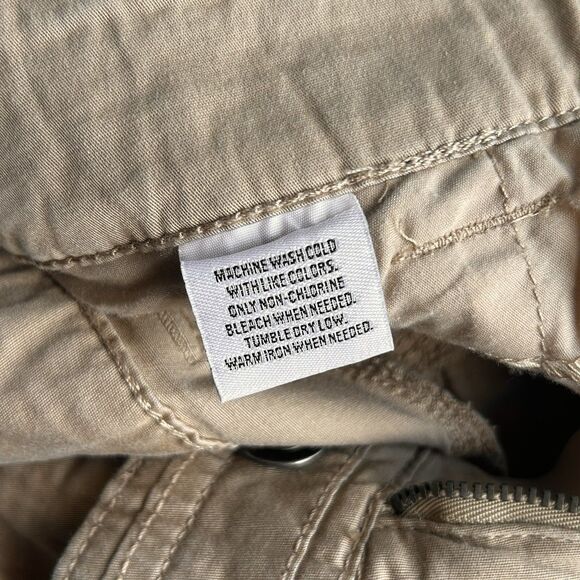 MACHINE WASH COLD
WITH LIKE COLORS.
ONLY NON-CHLORINE
BLEACH WHEN NEEDED.
TUMBLE DRY LOW.
WARM IRON WHEN NEEDED.